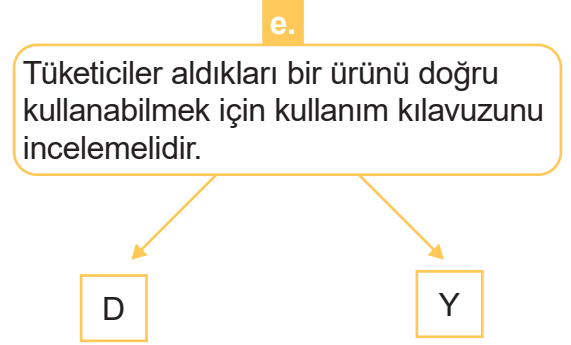 e.
Tüketiciler aldıkları bir ürünü doğru
kullanabilmek için kullanım kılavuzunu
incelemelidir.
D
Y